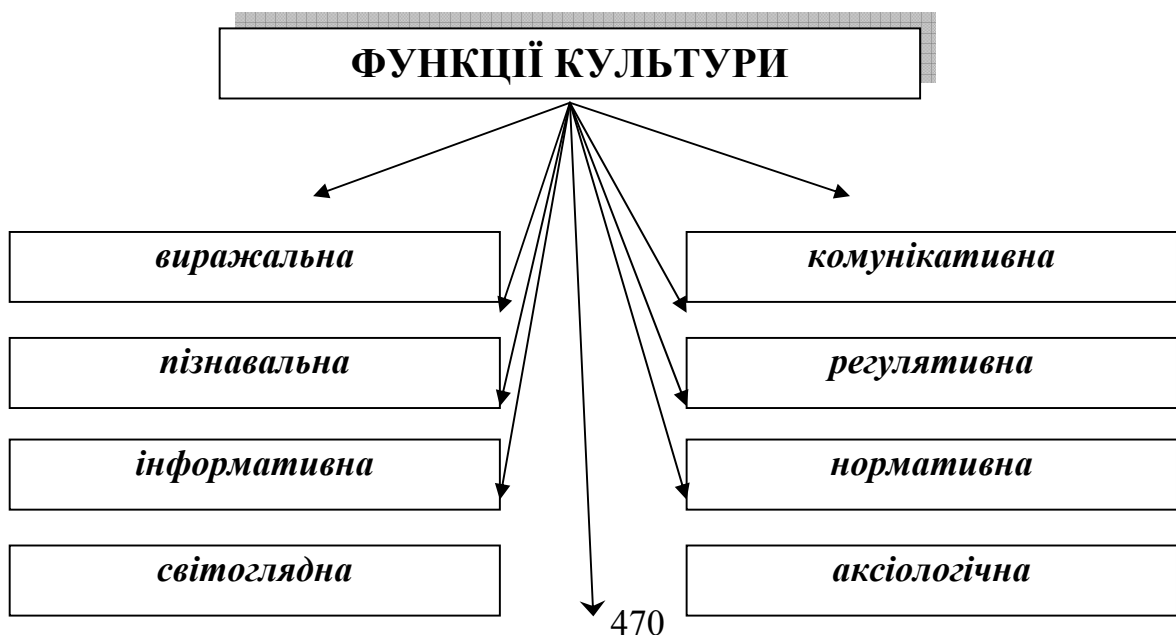 ФУНКЦІЇ КУЛЬТУРИ
виражальна
комунікативна
пізнавальна
регулятивна
інформативна
нормативна
світоглядна
аксіологічна
470